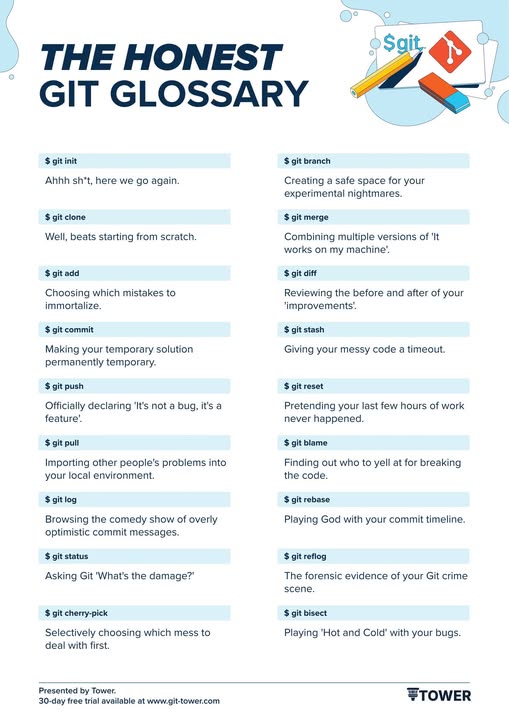 $git
THE HONEST
GIT GLOSSARY
$ git init
Ahhh sh*t, here we go again.
$ git clone
Well, beats starting from scratch.
$ git add
Choosing which mistakes to
immortalize.
$ git commit
Making your temporary solution
permanently temporary.
$ git push
Officially declaring 'It's not a bug, it's a
feature'.
$ git pull
Importing other people's problems into
your local environment.
$ git log
Browsing the comedy show of overly
optimistic commit messages.
$ git status
Asking Git 'What's the damage?'
$ git cherry-pick
Selectively choosing which mess to
deal with first.
$ git branch
Creating a safe space for your
experimental nightmares.
$ git merge
Combining multiple versions of 'It
works on my machine'.
$ git diff
Reviewing the before and after of your
'improvements'.
$ git stash
Giving your messy code a timeout.
$ git reset
Pretending your last few hours of work
never happened.
$ git blame
Finding out who to yell at for breaking
the code.
$ git rebase
Playing God with your commit timeline.
$ git reflog
The forensic evidence of your Git crime
scene.
$ git bisect
Playing 'Hot and Cold' with your bugs.
Presented by Tower.
30-day free trial available at www.git-tower.com
TOWER